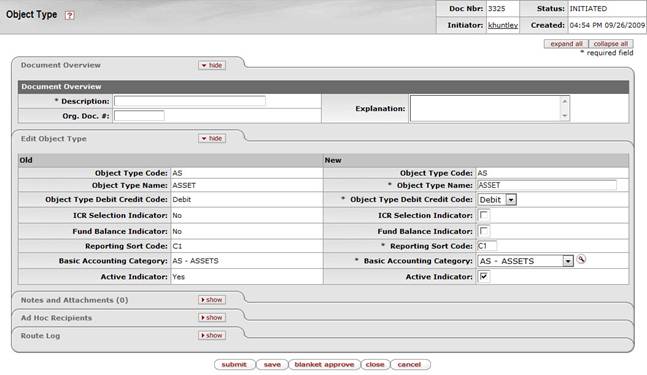 Object Type ?
Doc Nbr: 3325 Status: INITIATED
Initiator: khuntley Created: 04:54 PM 09/26/2009
expand all collapse all
* required field
Document Overview hide
Document Overview
* Description: Explanation:
Org. Doc. #:
Edit Object Type hide
Old New
Object Type Code: AS Object Type Code: AS
Object Type Name: ASSET * Object Type Name: ASSET
Object Type Debit Credit Code: Debit * Object Type Debit Credit Code: Debit
ICR Selection Indicator: No ICR Selection Indicator:
Fund Balance Indicator: No Fund Balance Indicator:
Reporting Sort Code: C1 * Reporting Sort Code: C1
Basic Accounting Category: AS - ASSETS * Basic Accounting Category: AS - ASSETS
Active Indicator: Yes Active Indicator:
Notes and Attachments (0) show
Ad Hoc Recipients show
Route Log show
submit save blanket approve close cancel